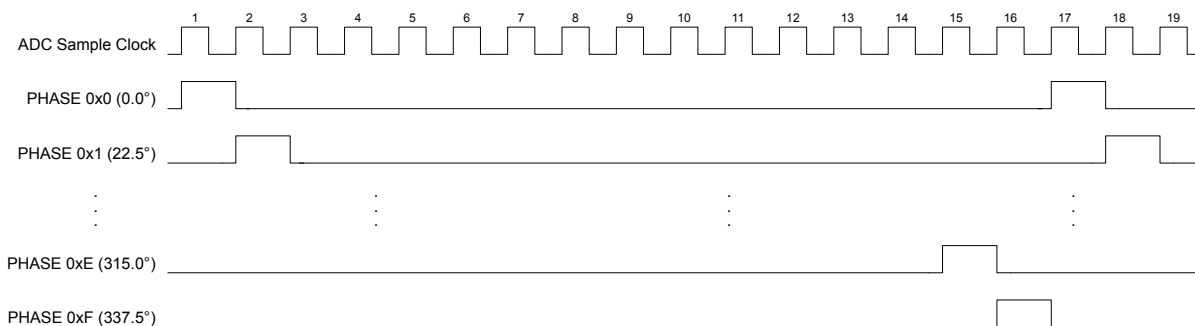 1 2 3 4 5 6 7 8 9 10 11 12 13 14 15 16 17 18 19
ADC Sample Clock
PHASE 0x0 (0.0°)
PHASE 0x1 (22.5°)
PHASE 0xE (315.0°)
PHASE 0xF (337.5°)